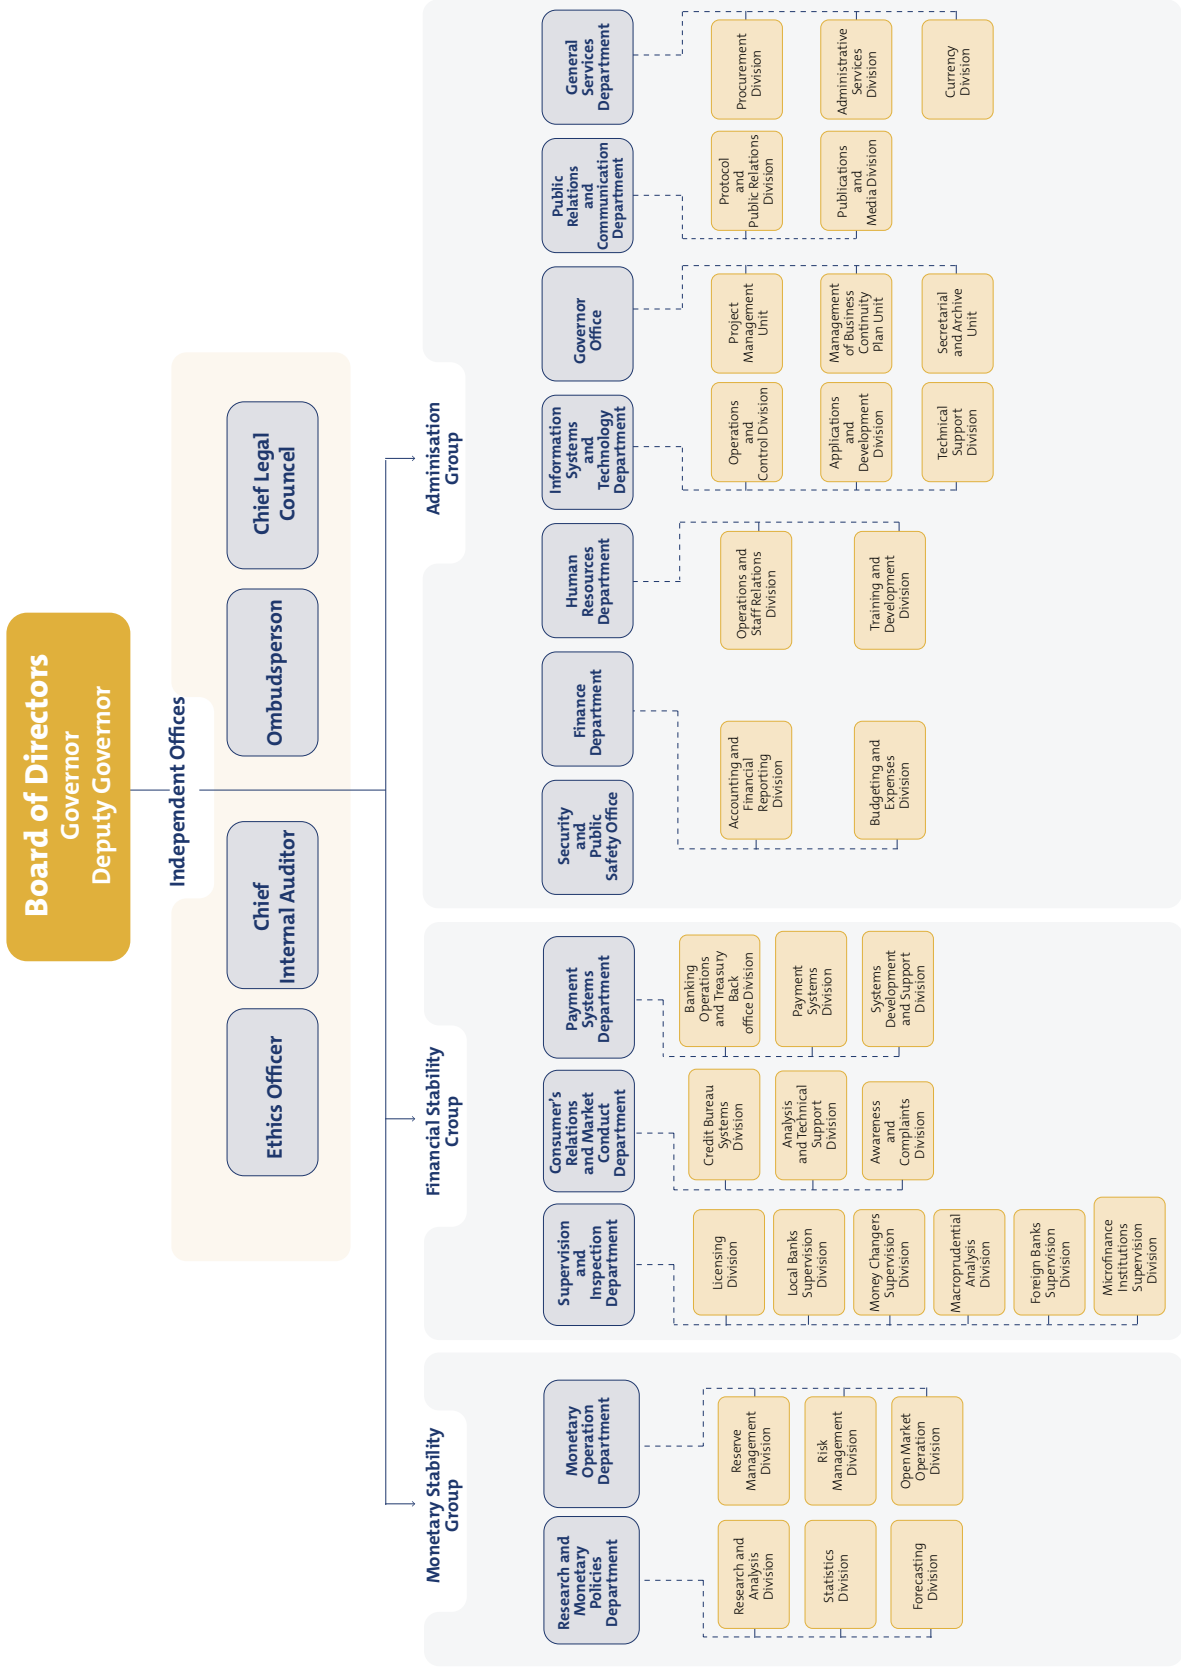 Board of Directors
Governor
Deputy Governor
Independent Offices
Ethics Officer
Chief
Internal Auditor
Ombudsperson
Chief Legal
Councel
Monetary Stability
Group
Research and
Monetary
Policies
Department
Research and
Analysis
Division
Statistics
Division
Forecasting
Division
Monetary
Operation
Department
Reserve
Management
Division
Risk
Management
Division
Open Market
Operation
Division
Financial Stability
Croup
Supervision
and
Inspection
Department
Licensing
Division
Local Banks
Supervision
Division
Money Changers
Supervision
Division
Macroprudential
Analysis
Division
Foreign Banks
Supervision
Division
Microfinance
Institutions
Supervision
Division
Consumer's
Relations
and Market
Conduct
Department
Credit Bureau
Systems
Division
Analysis
and Technical
Support
Division
Awareness
and
Complaints
Division
Payment
Systems
Department
Banking
Operations
and Treasury
Back
office Division
Payment
Systems
Division
Systems
Development
and Support
Division
Adminisation
Group
Security
and
Public
Safety Office
Finance
Department
Accounting and
Financial
Reporting
Division
Budgeting and
Expenses
Division
Human
Resources
Department
Operations and
Staff Relations
Division
Training and
Development
Division
Information
Systems
and
Technology
Department
Operations
and
Control Division
Applications
and
Development
Division
Technical
Support
Division
Governor
Office
Project
Management
Unit
Management
of Business
Continuity
Plan Unit
Secretarial
and Archive
Unit
Public
Relations
and
Communication
Department
Protocol
and
Public Relations
Division
Publications
and
Media Division
General
Services
Department
Procurement
Division
Administrative
Services
Division
Currency
Division